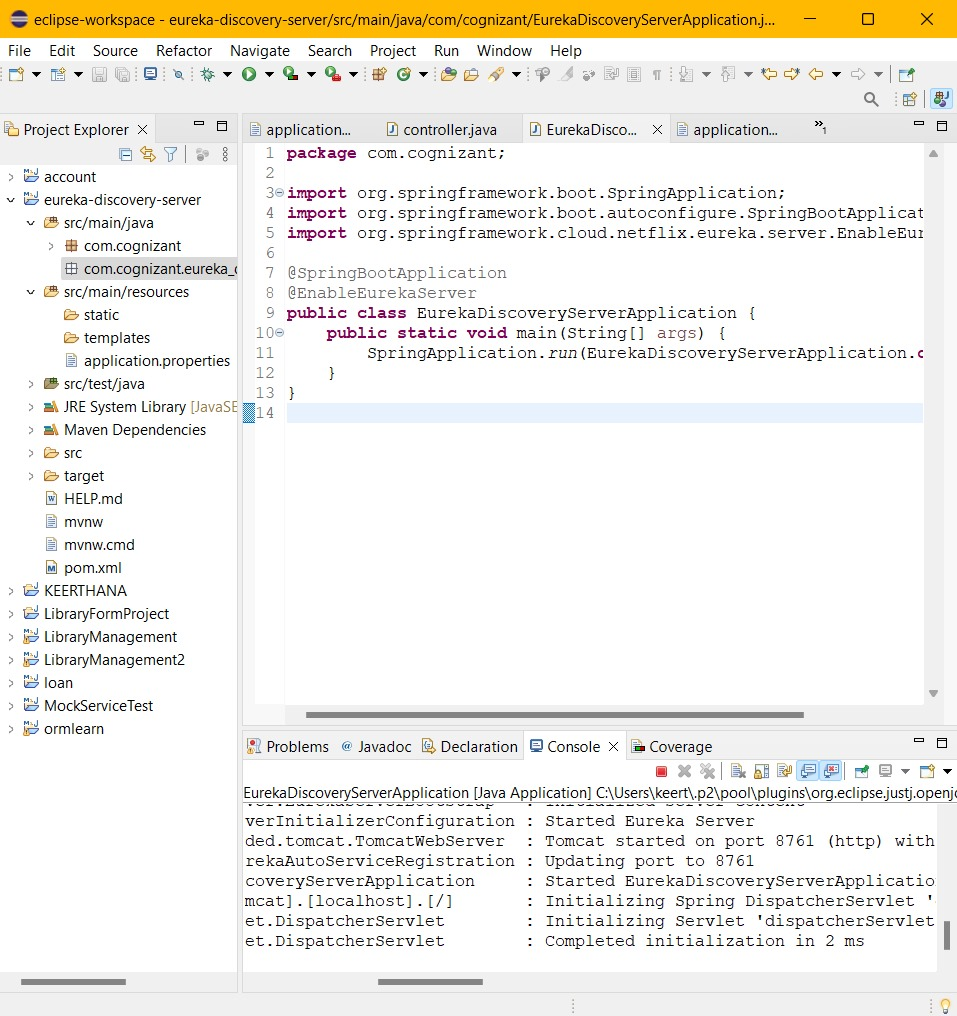 eclipse-workspace - eureka-discovery-server/src/main/java/com/cognizant/EurekaDiscoveryServerApplication.j...
File Edit Source Refactor Navigate Search Project Run Window Help
Project Explorer
account
eureka-discovery-server
src/main/java
com.cognizant
com.cognizant.eureka_
src/main/resources
static
templates
application.properties
src/test/java
JRE System Library [JavaSE
Maven Dependencies
src
target
HELP.md
mvnw
mvnw.cmd
pom.xml
KEERTHANA
LibraryFormProject
LibraryManagement
LibraryManagement2
loan
MockServiceTest
ormlearn
application... controller.java EurekaDisco... application... »1
1 package com.cognizant;
2
3 import org.springframework.boot.SpringApplication;
4 import org.springframework.boot.autoconfigure.SpringBootApplicat
5 import org.springframework.cloud.netflix.eureka.server.EnableEur
6
7 @SpringBootApplication
8 @EnableEurekaServer
9 public class EurekaDiscoveryServerApplication {
10 public static void main(String[] args) {
11 SpringApplication.run(EurekaDiscoveryServerApplication.c
12 }
13 }
14
Problems @ Javadoc Declaration Console Coverage
EurekaDiscoveryServerApplication [Java Application] C:\Users\keert\.p2\pool\plugins\org.eclipse.justj.openj
verInitializerConfiguration : Started Eureka Server
ded.tomcat.TomcatWebServer : Tomcat started on port 8761 (http) with
rekaAutoServiceRegistration : Updating port to 8761
coveryServerApplication : Started EurekaDiscoveryServerApplicatio
mcat].[localhost].[/] : Initializing Spring DispatcherServlet '
et.DispatcherServlet : Initializing Servlet 'dispatcherServlet
et.DispatcherServlet : Completed initialization in 2 ms